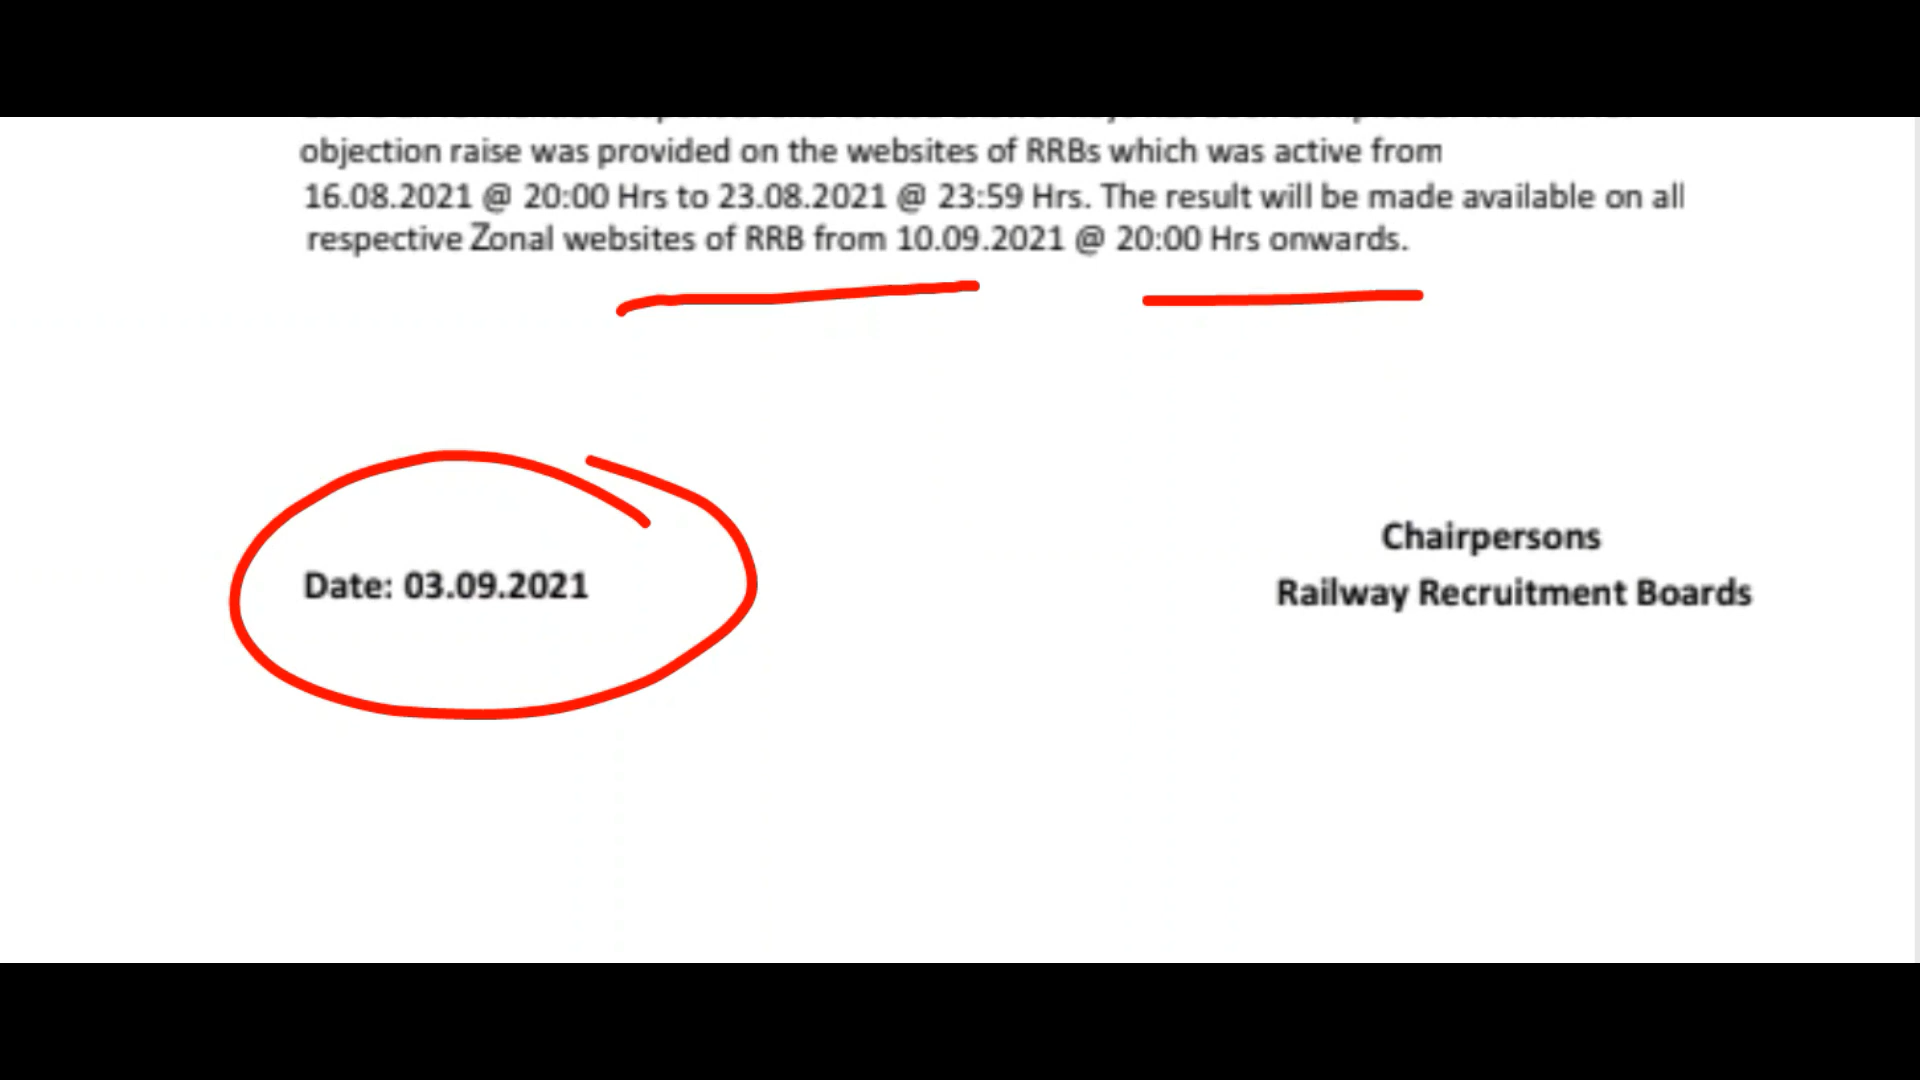 objection raise was provided on the websites of RRBs which was active from
16.08.2021 @ 20:00 Hrs to 23.08.2021 @ 23:59 Hrs. The result will be made available on all
respective Zonal websites of RRB from 10.09.2021 @ 20:00 Hrs onwards.
Chairpersons
Date: 03.09.2021
Railway Recruitment Boards